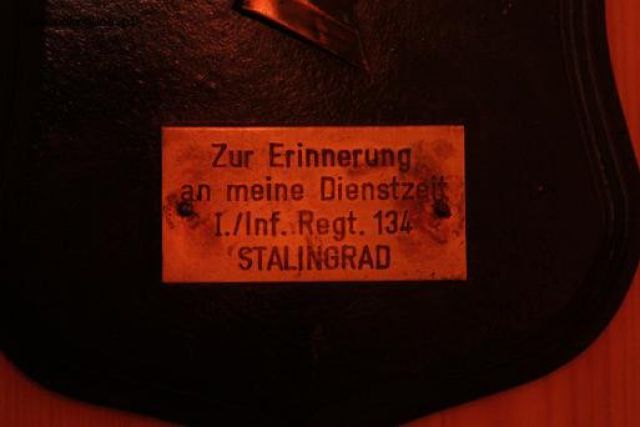 Zur Erinnerung
an meine Dienstzeit
I./Inf. Regt. 134
STALINGRAD